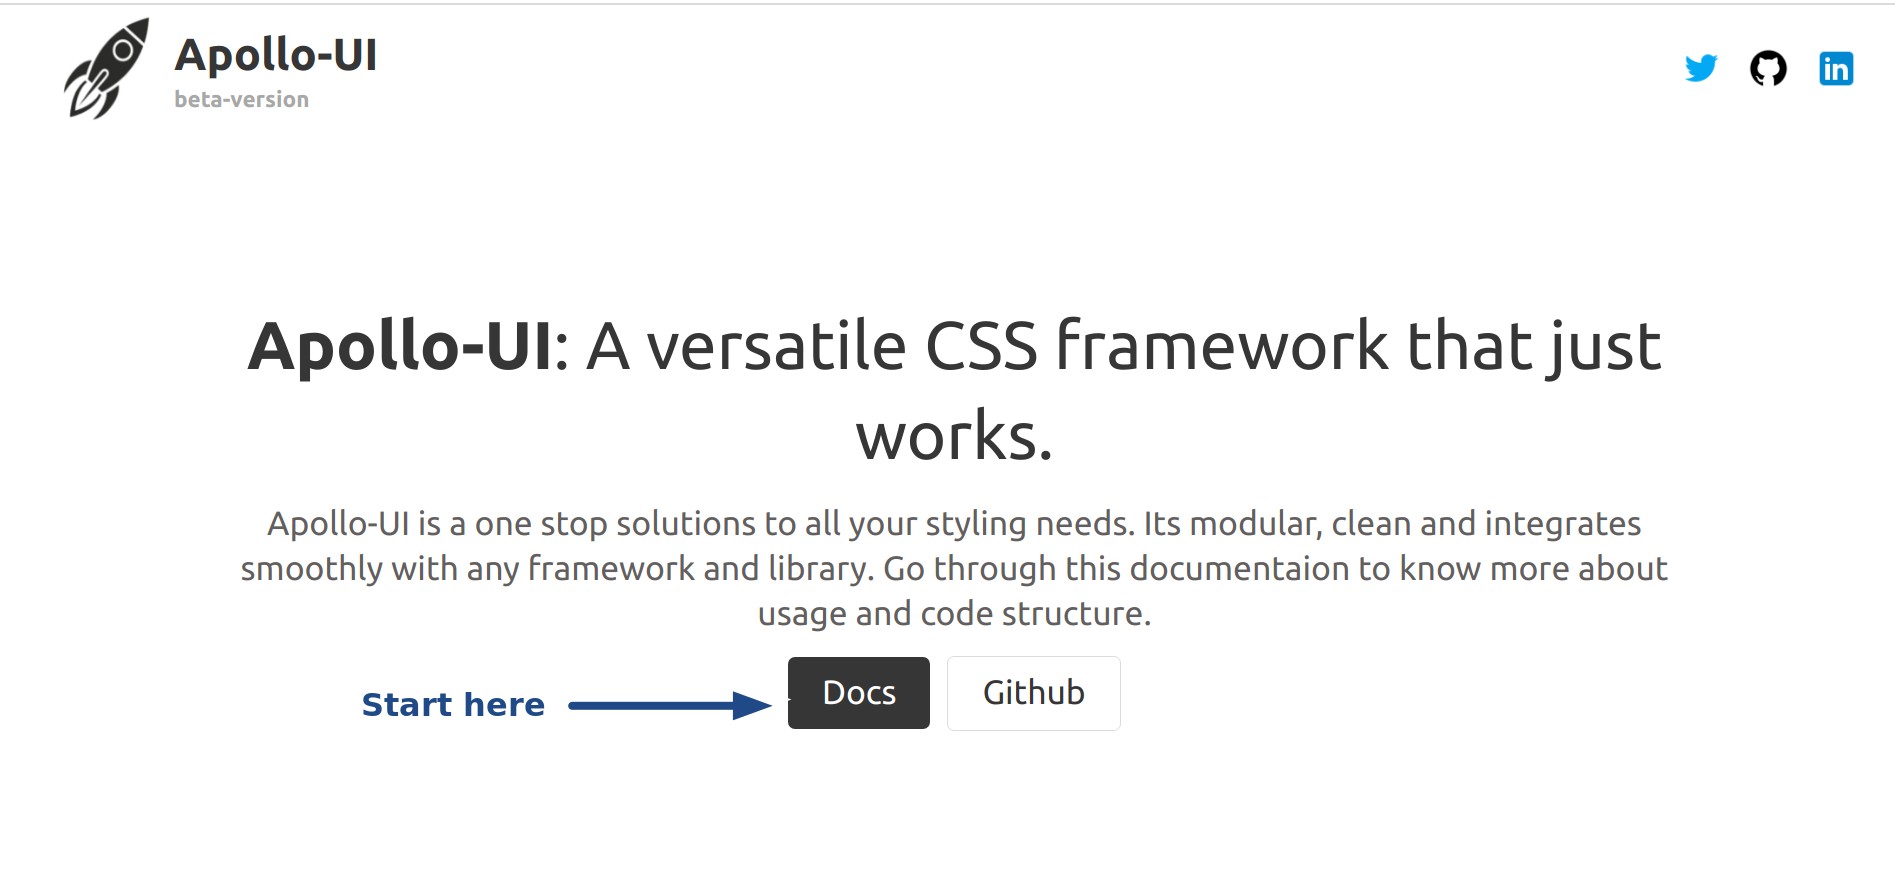 Apollo-UI
beta-version
Apollo-UI: A versatile CSS framework that just
works.
Apollo-UI is a one stop solutions to all your styling needs. Its modular, clean and integrates
smoothly with any framework and library. Go through this documentaion to know more about
usage and code structure.
Start here
Docs
Github
in